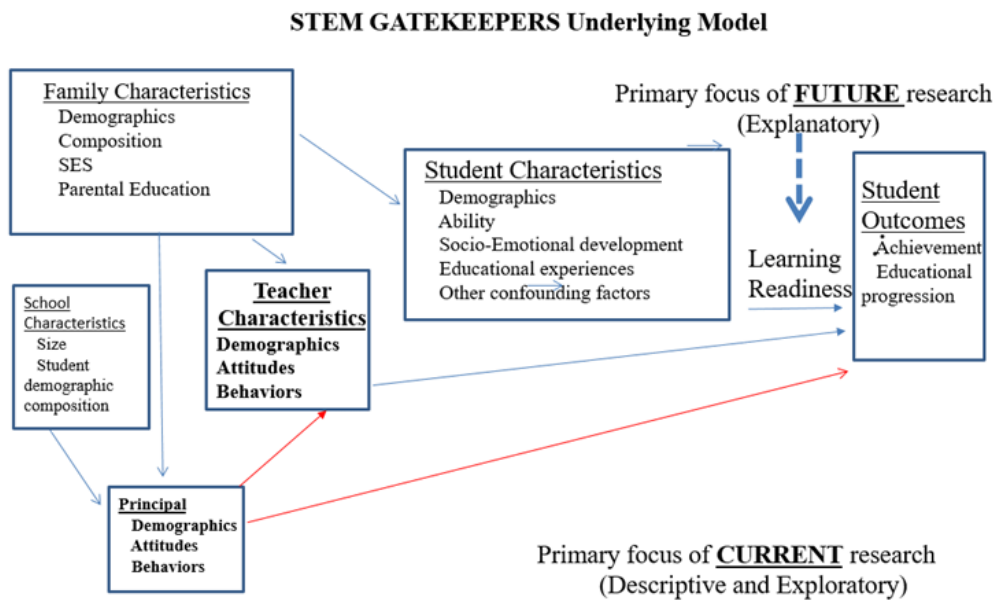 STEM GATEKEEPERS Underlying Model
Family Characteristics
Demographics
Composition
SES
Parental Education
Primary focus of FUTURE research
(Explanatory)
Student Characteristics
Demographics
Ability
Socio-Emotional development
Educational experiences
Other confounding factors
Student
Outcomes
Achievement
Educational
progression
Learning
Readiness
Teacher
Characteristics
Demographics
Attitudes
Behaviors
School
Characteristics
Size
Student
demographic
composition
Principal
Demographics
Attitudes
Behaviors
Primary focus of CURRENT research
(Descriptive and Exploratory)